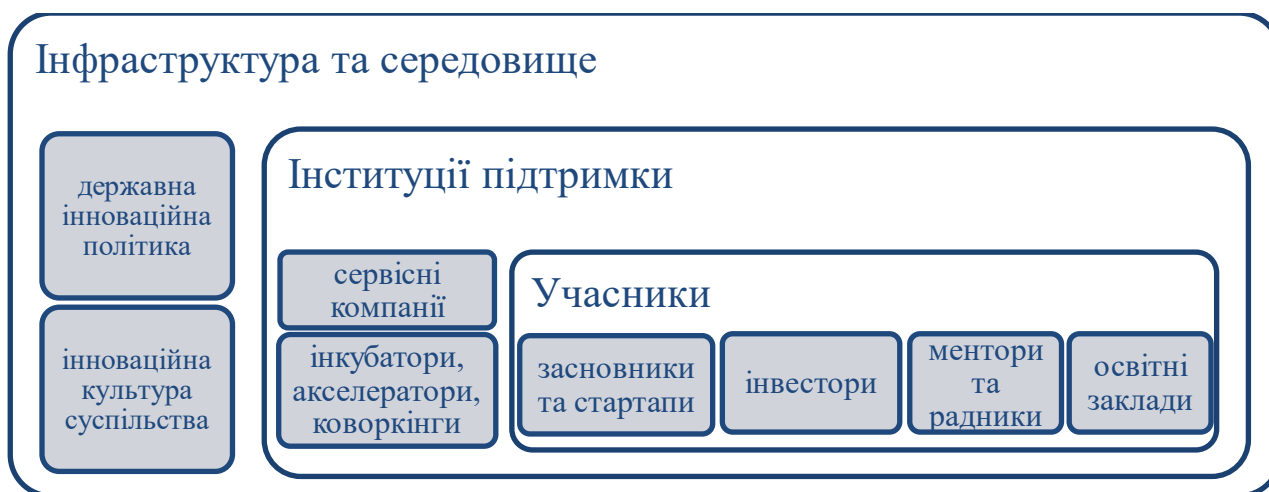 Інфраструктура та середовище
державна
інноваційна
політика
інноваційна
культура
суспільства
Інституції підтримки
сервісні
компанії
інкубатори,
акселератори,
коворкінги
Учасники
засновники
та стартапи
інвестори
ментори
та
радники
освітні
заклади